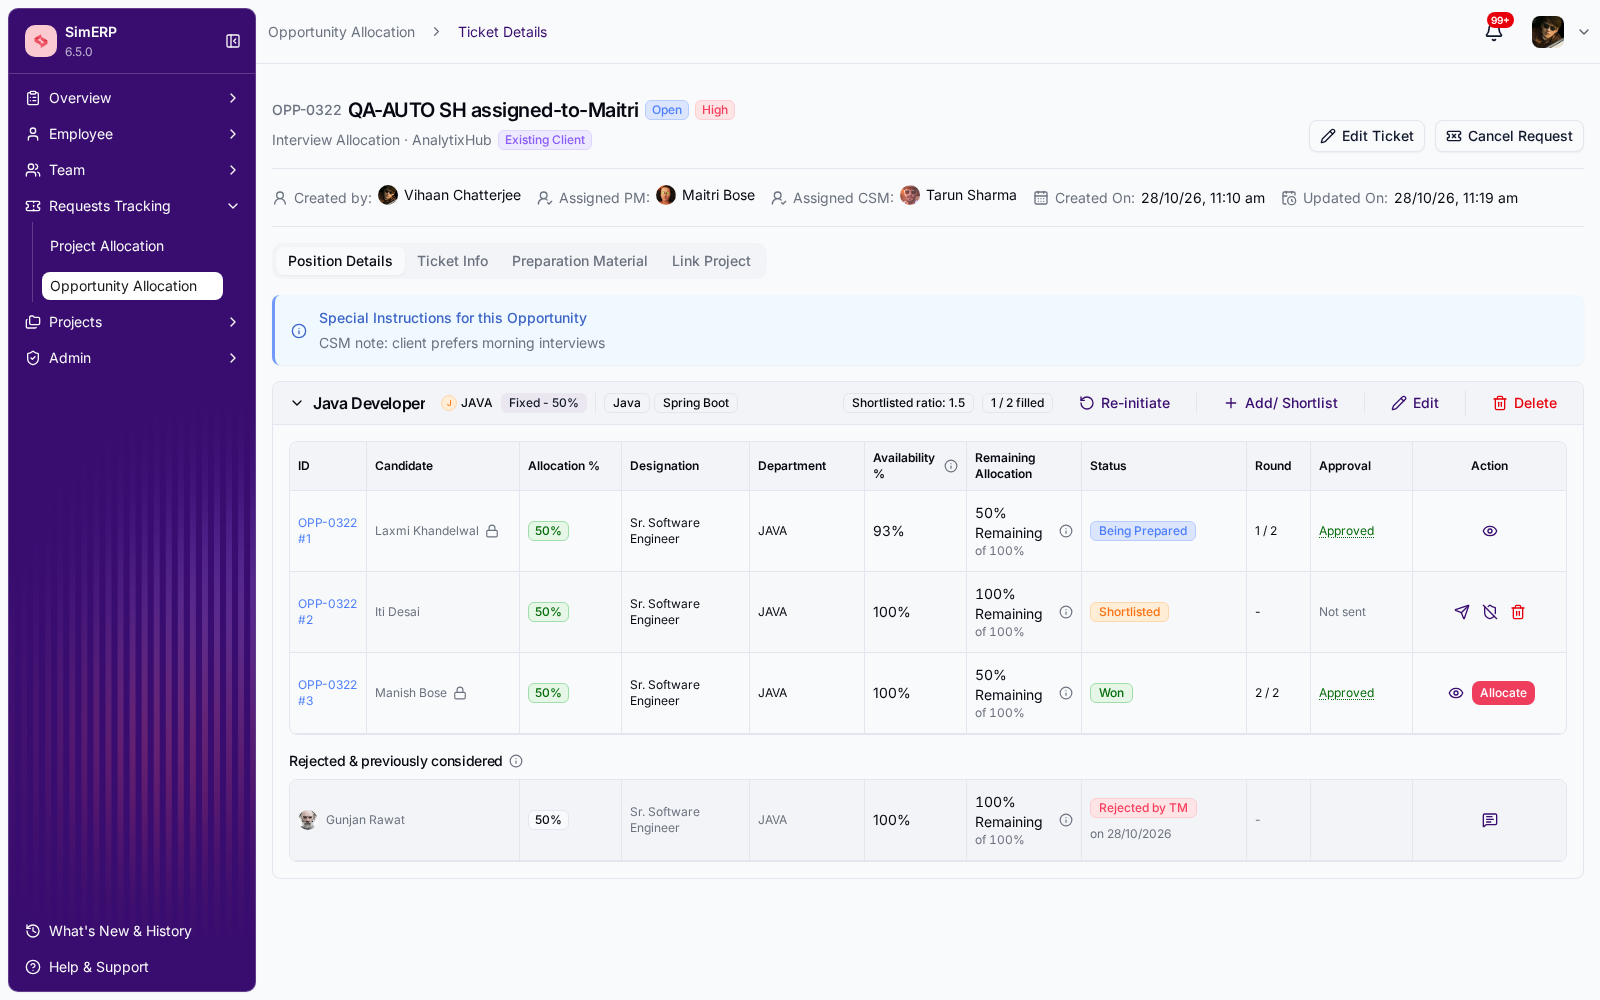 SimERP
6.5.0
Overview
Employee
Team
Requests Tracking
Project Allocation
Opportunity Allocation
Projects
Admin
What's New & History
Help & Support
Opportunity Allocation
Ticket Details
99+
OPP-0322 QA-AUTO SH assigned-to-Maitri Open High
Interview Allocation · AnalytixHub Existing Client
Edit Ticket
Cancel Request
Created by: Vihaan Chatterjee Assigned PM: Maitri Bose Assigned CSM: Tarun Sharma Created On: 28/10/26, 11:10 am Updated On: 28/10/26, 11:19 am
Position Details Ticket Info Preparation Material Link Project
Special Instructions for this Opportunity
CSM note: client prefers morning interviews
Java Developer J JAVA Fixed - 50% Java Spring Boot Shortlisted ratio: 1.5 1 / 2 filled Re-initiate Add/ Shortlist Edit Delete
ID Candidate Allocation % Designation Department Availability % Remaining Allocation Status Round Approval Action
OPP-0322 #1 Laxmi Khandelwal 50% Sr. Software Engineer JAVA 93% 50% Remaining of 100% Being Prepared 1 / 2 Approved
OPP-0322 #2 Iti Desai 50% Sr. Software Engineer JAVA 100% 100% Remaining of 100% Shortlisted - Not sent
OPP-0322 #3 Manish Bose 50% Sr. Software Engineer JAVA 100% 50% Remaining of 100% Won 2 / 2 Approved Allocate
Rejected & previously considered
Gunjan Rawat 50% Sr. Software Engineer JAVA 100% 100% Remaining of 100% Rejected by TM on 28/10/2026 -